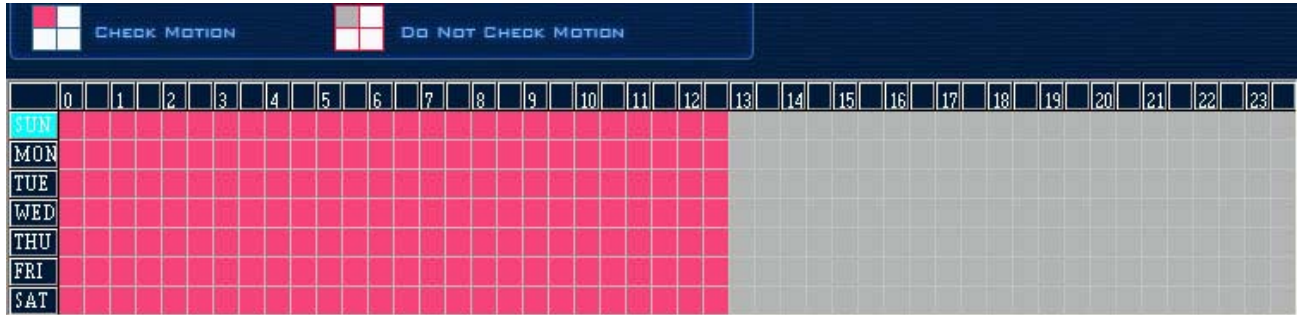 CHECK MOTION DO NOT CHECK MOTION
0 1 2 3 4 5 6 7 8 9 10 11 12 13 14 15 16 17 18 19 20 21 22 23
SUN
MON
TUE
WED
THU
FRI
SAT